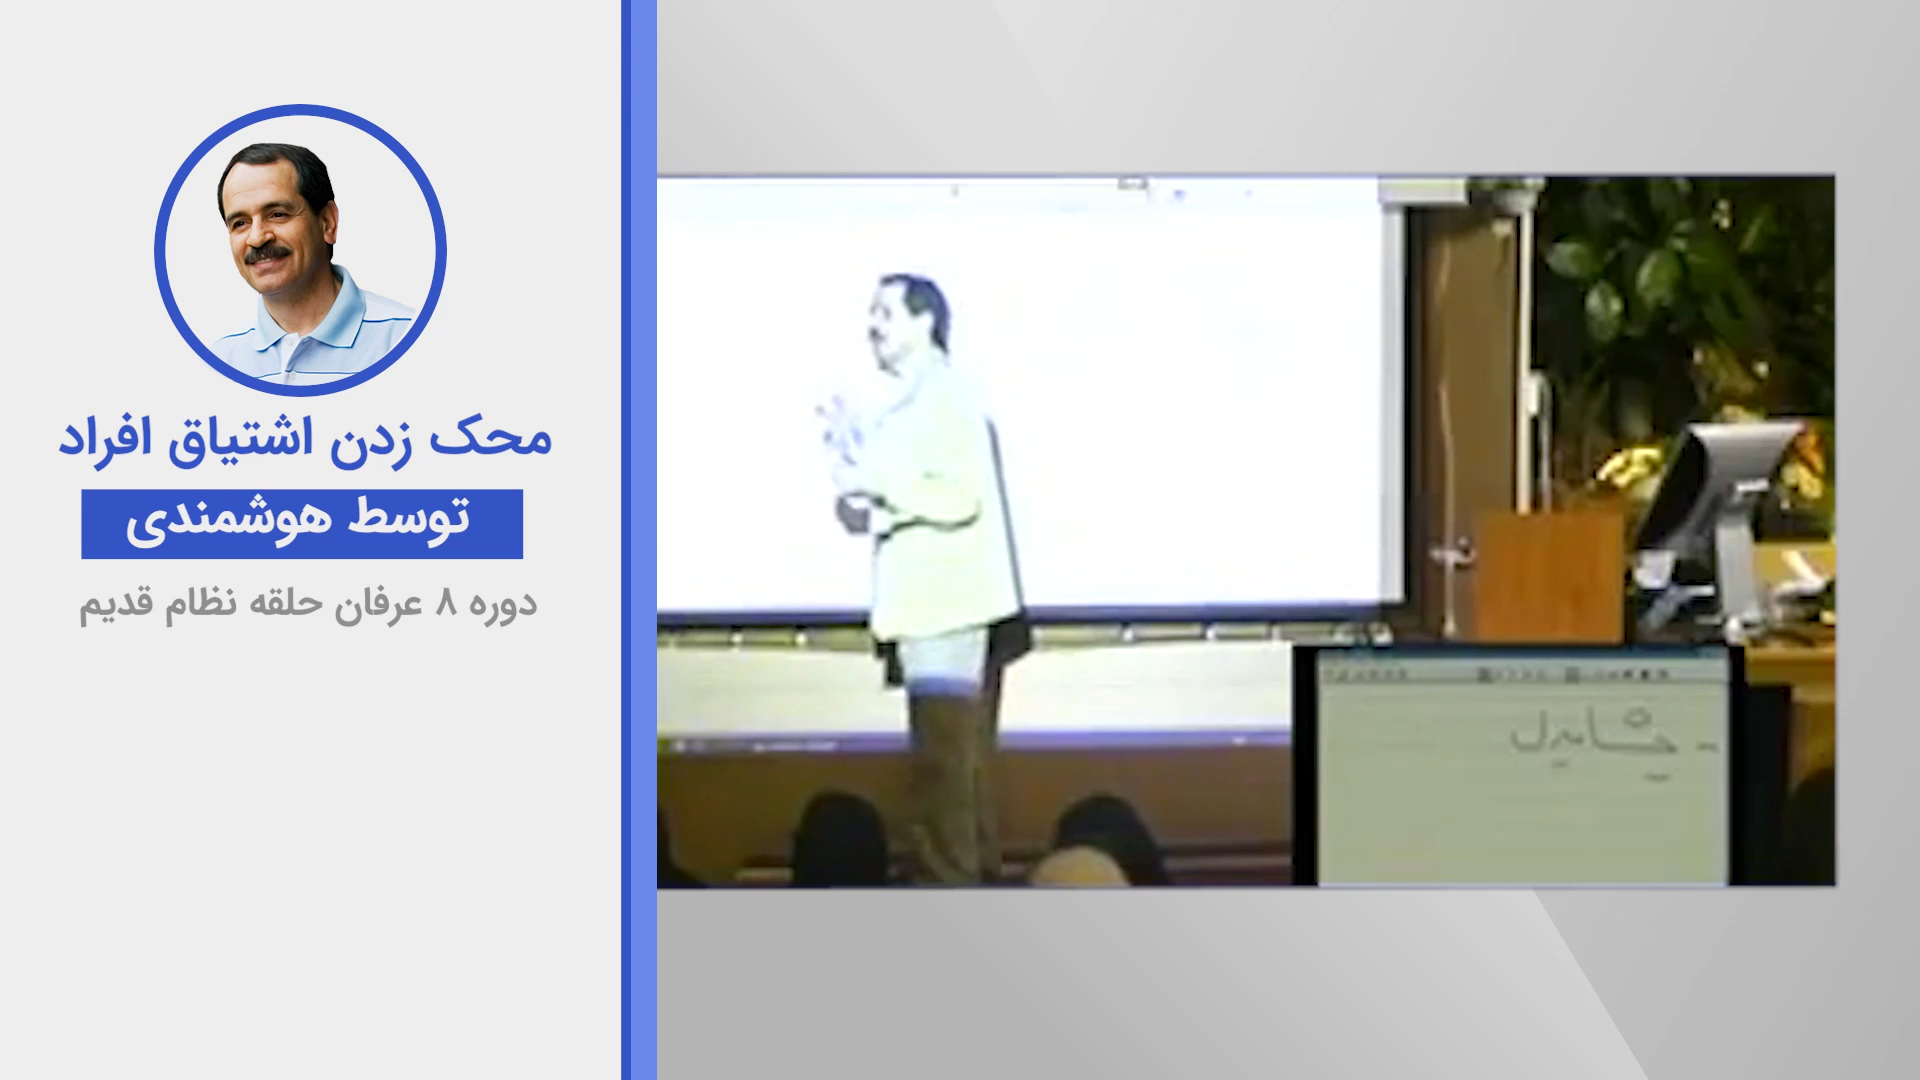 محک زدن اشتیاق افراد
توسط هوشمندی
دوره ۸ عرفان حلقه نظام قدیم